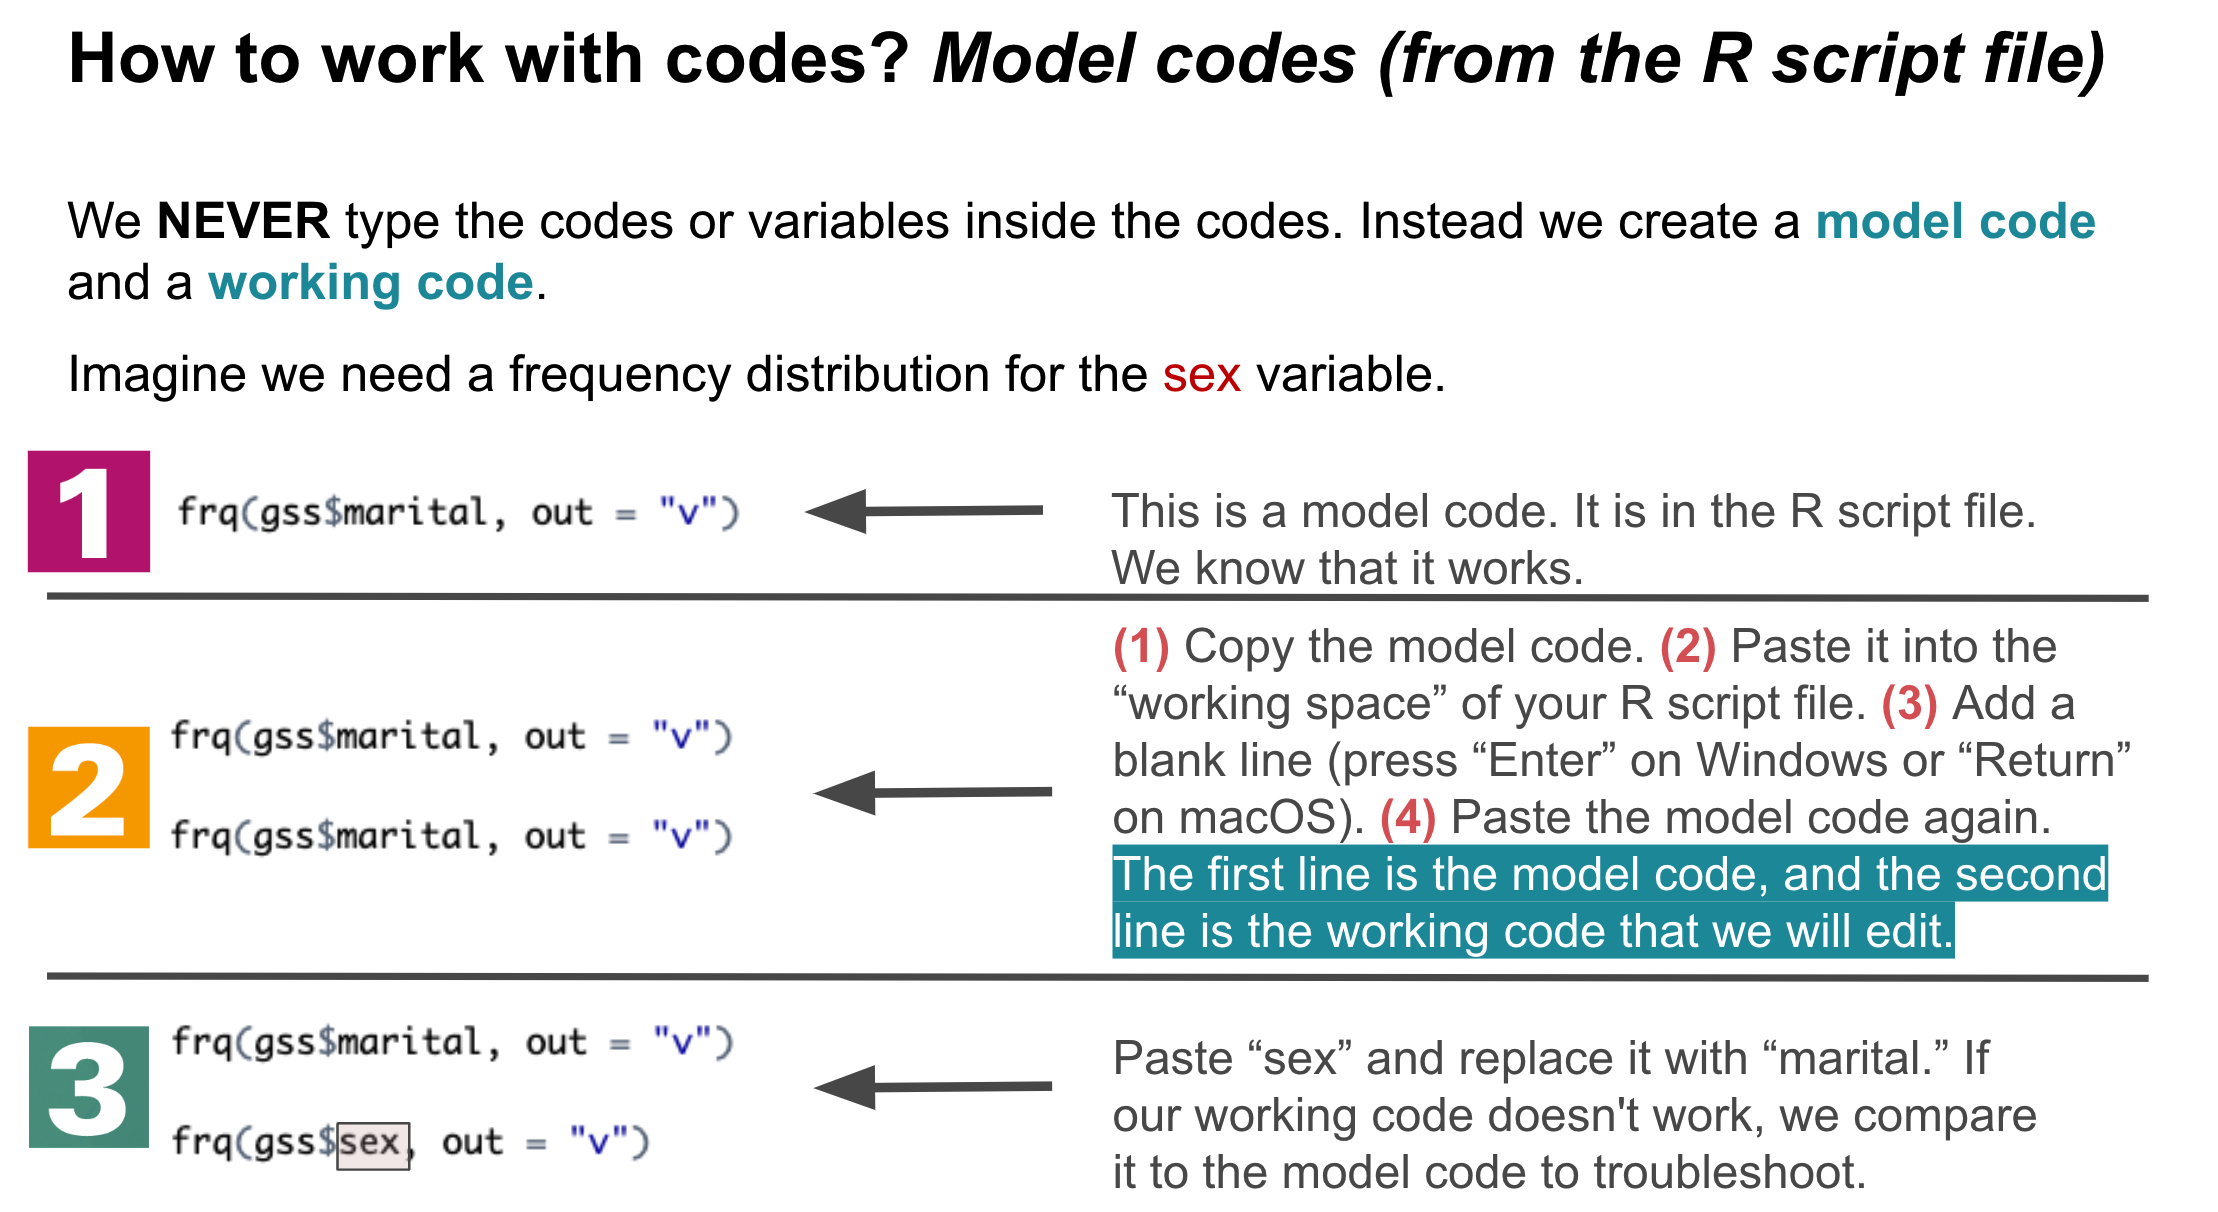 How to work with codes? Model codes (from the R script file)
We NEVER type the codes or variables inside the codes. Instead we create a model code
and a working code.
Imagine we need a frequency distribution for the sex variable.
1
frq(gss$marital, out = "v")
This is a model code. It is in the R script file.
We know that it works.
2
frq(gss$marital, out = "v")
frq(gss$marital, out = "v")
(1) Copy the model code. (2) Paste it into the
“working space” of your R script file. (3) Add a
blank line (press “Enter” on Windows or “Return”
on macOS). (4) Paste the model code again.
The first line is the model code, and the second
line is the working code that we will edit.
3
frq(gss$marital, out = "v")
frq(gss$sex, out = "v")
Paste “sex” and replace it with “marital.” If
our working code doesn't work, we compare
it to the model code to troubleshoot.